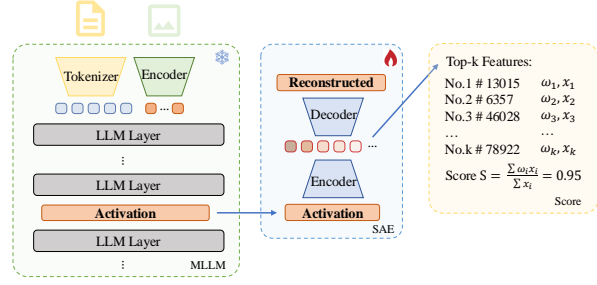 Tokenizer
Encoder
...
LLM Layer
⋮
LLM Layer
Activation
LLM Layer
⋮
MLLM
Reconstructed
Decoder
...
Encoder
Activation
SAE
Top-k Features:
No.1 # 13015 ω₁, x₁
No.2 # 6357 ω₂, x₂
No.3 # 46028 ω₃, x₃
... ...
No.k # 78922 ωₖ, xₖ
Score S = ∑ ωᵢxᵢ / ∑ xᵢ = 0.95
Score